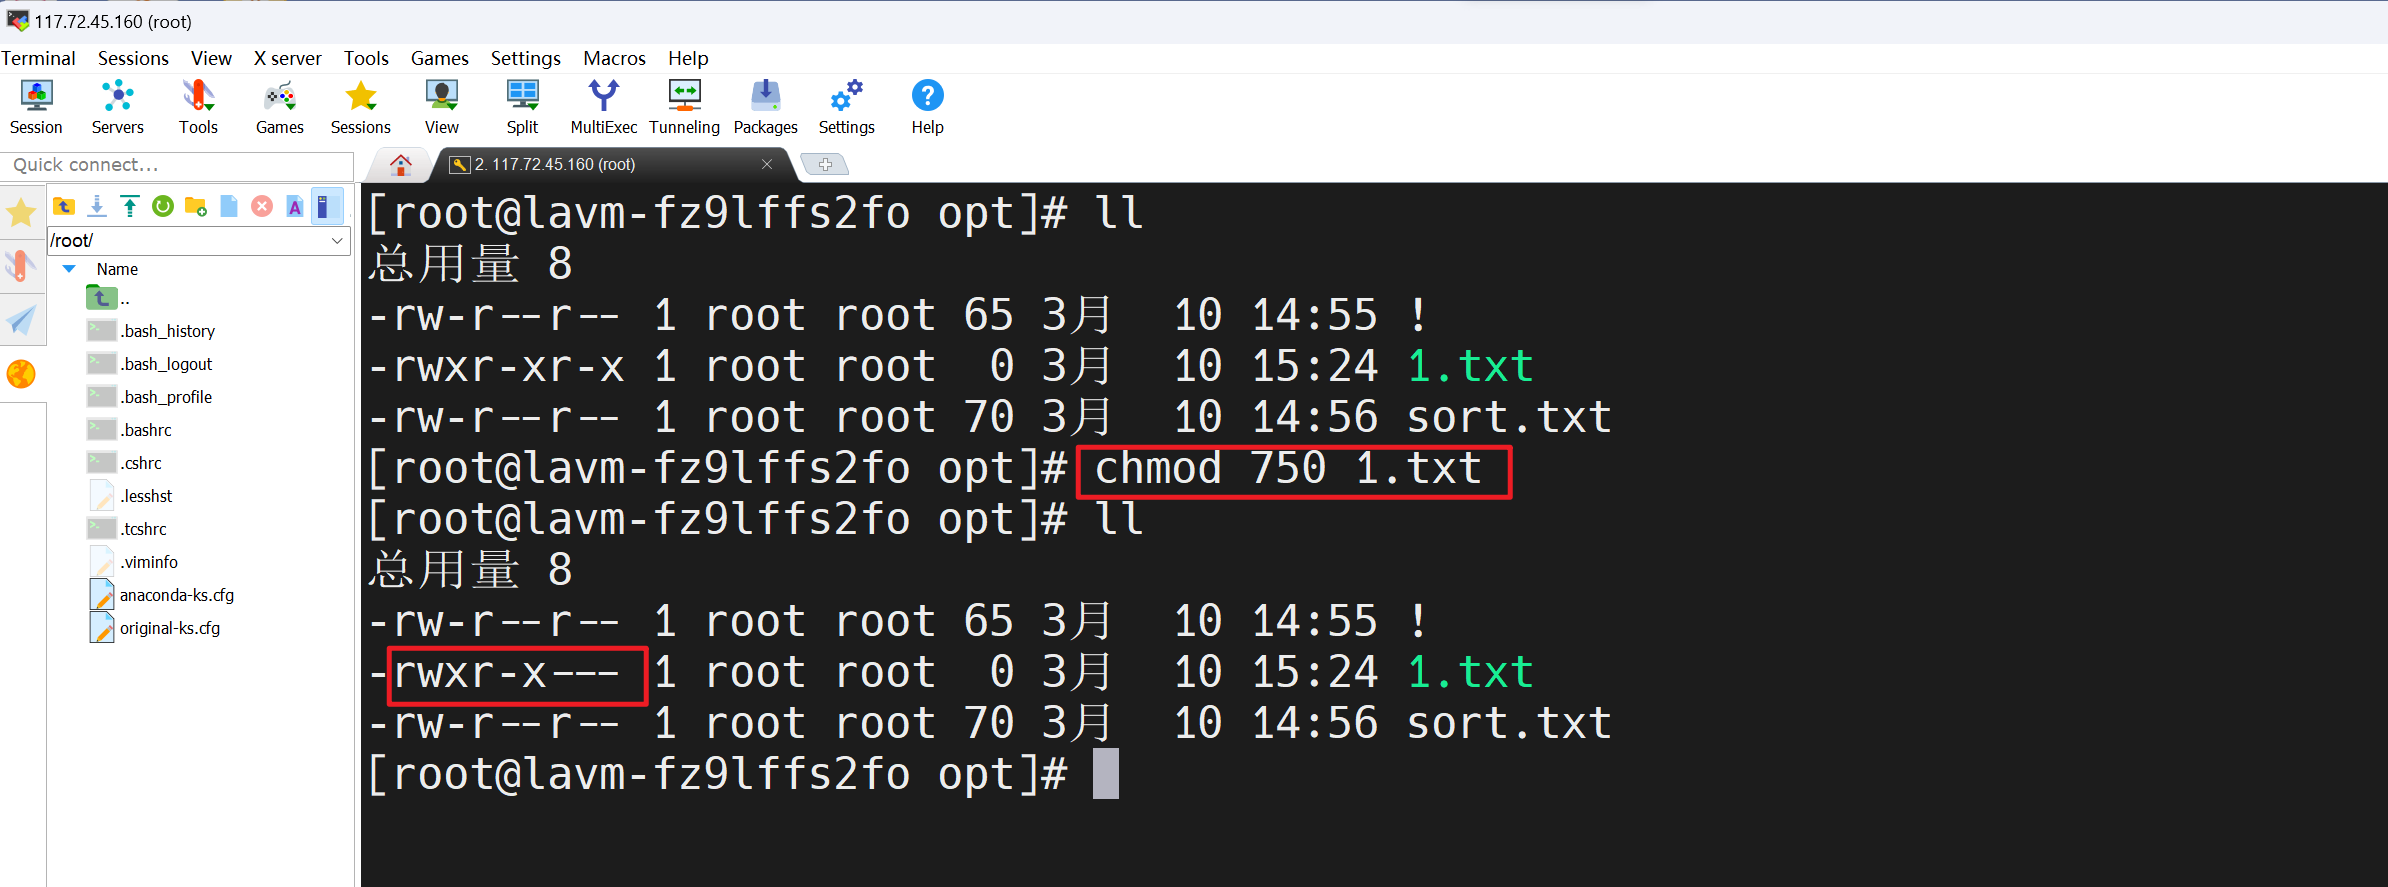 117.72.45.160 (root)
Terminal Sessions View X server Tools Games Settings Macros Help
Session Servers Tools Games Sessions View Split MultiExec Tunneling Packages Settings Help
Quick connect...
2. 117.72.45.160 (root)
/root/
Name
..
.bash_history
.bash_logout
.bash_profile
.bashrc
.cshrc
.lesshst
.tcshrc
.viminfo
anaconda-ks.cfg
original-ks.cfg
[root@lavm-fz9lffs2fo opt]# ll
总用量 8
-rw-r--r-- 1 root root 65 3月  10 14:55 !
-rwxr-xr-x 1 root root  0 3月  10 15:24 1.txt
-rw-r--r-- 1 root root 70 3月  10 14:56 sort.txt
[root@lavm-fz9lffs2fo opt]# chmod 750 1.txt
[root@lavm-fz9lffs2fo opt]# ll
总用量 8
-rw-r--r-- 1 root root 65 3月  10 14:55 !
-rwxr-x--- 1 root root  0 3月  10 15:24 1.txt
-rw-r--r-- 1 root root 70 3月  10 14:56 sort.txt
[root@lavm-fz9lffs2fo opt]#